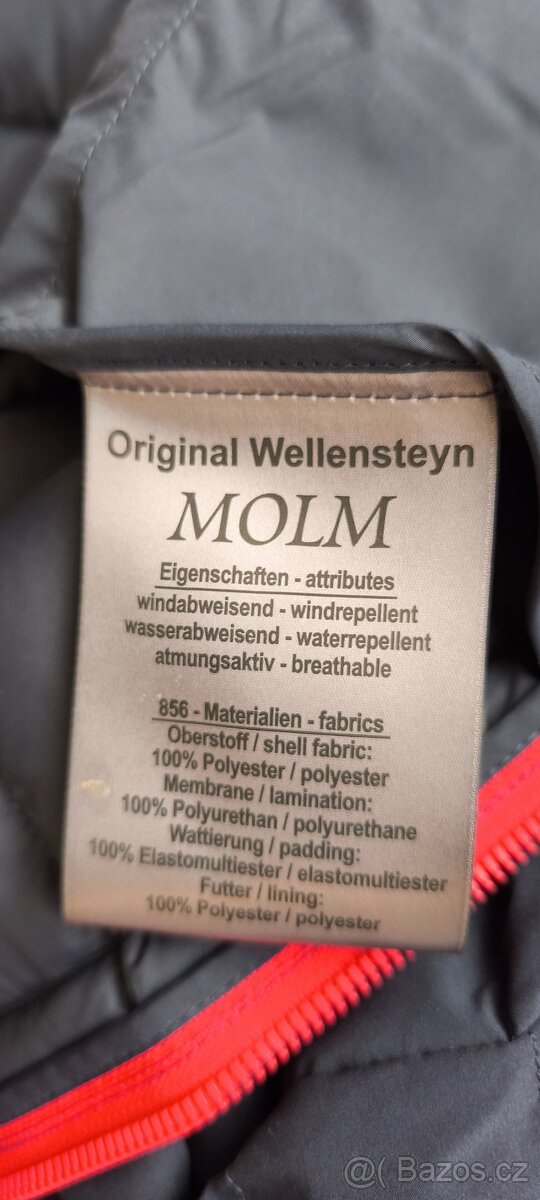 Original Wellensteyn
MOLM
Eigenschaften - attributes
windabweisend - windrepellent
wasserabweisend - waterrepellent
atmungsaktiv - breathable
856 - Materialien - fabrics
Oberstoff / shell fabric:
100% Polyester / polyester
Membrane / lamination:
100% Polyurethan / polyurethane
Wattierung / padding:
100% Elastomultiester / elastomultiester
Futter / lining:
100% Polyester / polyester
@( Bazos.cz